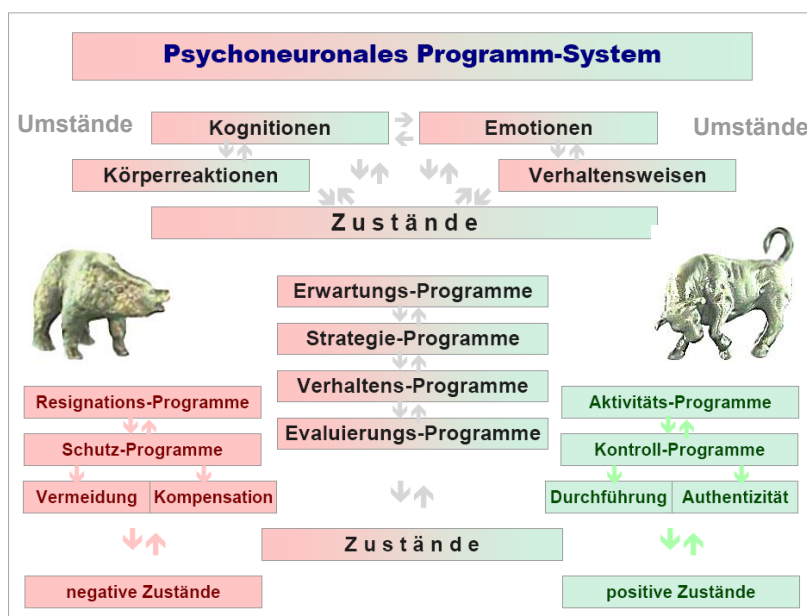 Psychoneuronales Programm-System
Umstände
Kognitionen
Emotionen
Umstände
Körperreaktionen
Verhaltensweisen
Zustände
Erwartungs-Programme
Strategie-Programme
Verhaltens-Programme
Evaluierungs-Programme
Resignations-Programme
Schutz-Programme
Vermeidung
Kompensation
Aktivitäts-Programme
Kontroll-Programme
Durchführung
Authentizität
Zustände
negative Zustände
positive Zustände